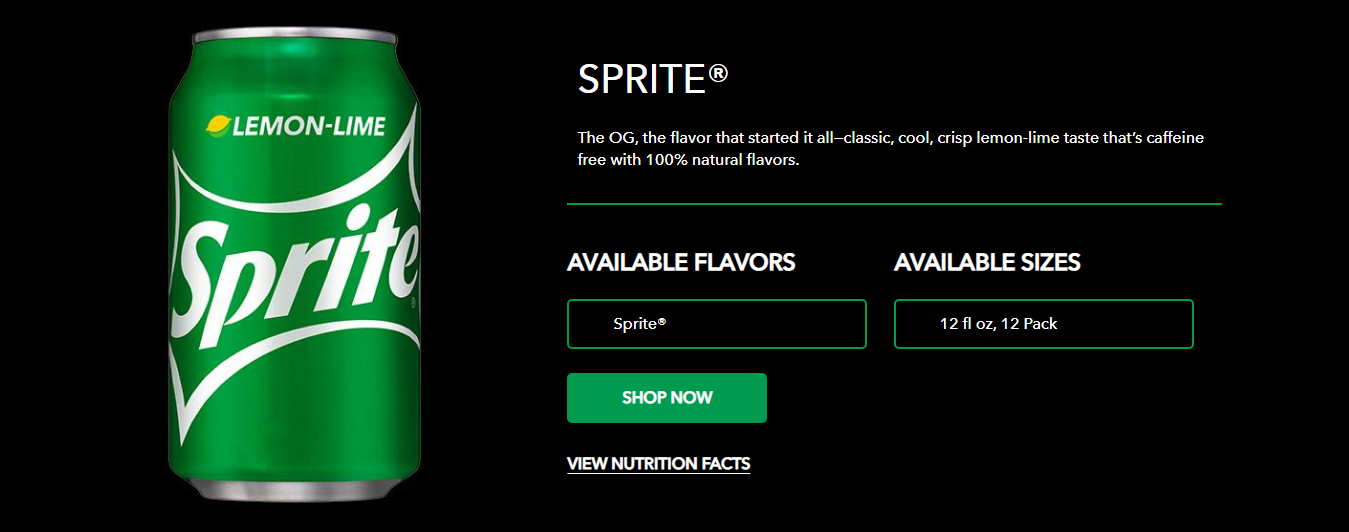 LEMON-LIME
Sprite®
SPRITE®
The OG, the flavor that started it all—classic, cool, crisp lemon-lime taste that’s caffeine
free with 100% natural flavors.
AVAILABLE FLAVORS
Sprite®
AVAILABLE SIZES
12 fl oz, 12 Pack
SHOP NOW
VIEW NUTRITION FACTS